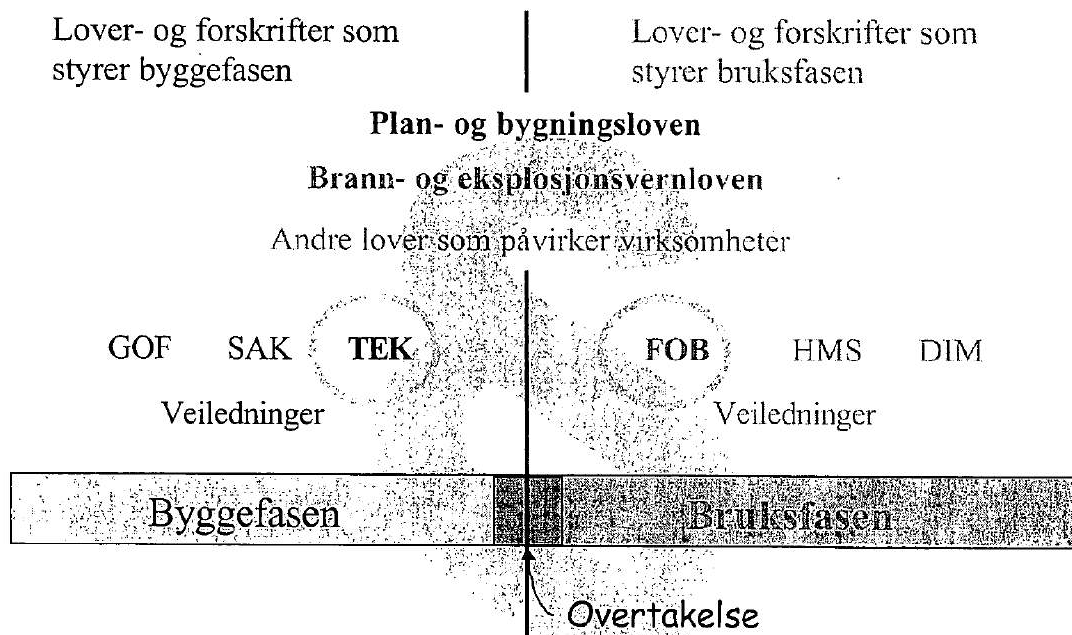 Lover- og forskrifter som
styrer byggefasen
Lover- og forskrifter som
styrer bruksfasen
Plan- og bygningsloven
Brann- og eksplosjonsvernloven
Andre lover som påvirker virksomheter
GOF SAK TEK FOB HMS DIM
Veiledninger Veiledninger
Byggefasen Bruksfasen
Overtakelse